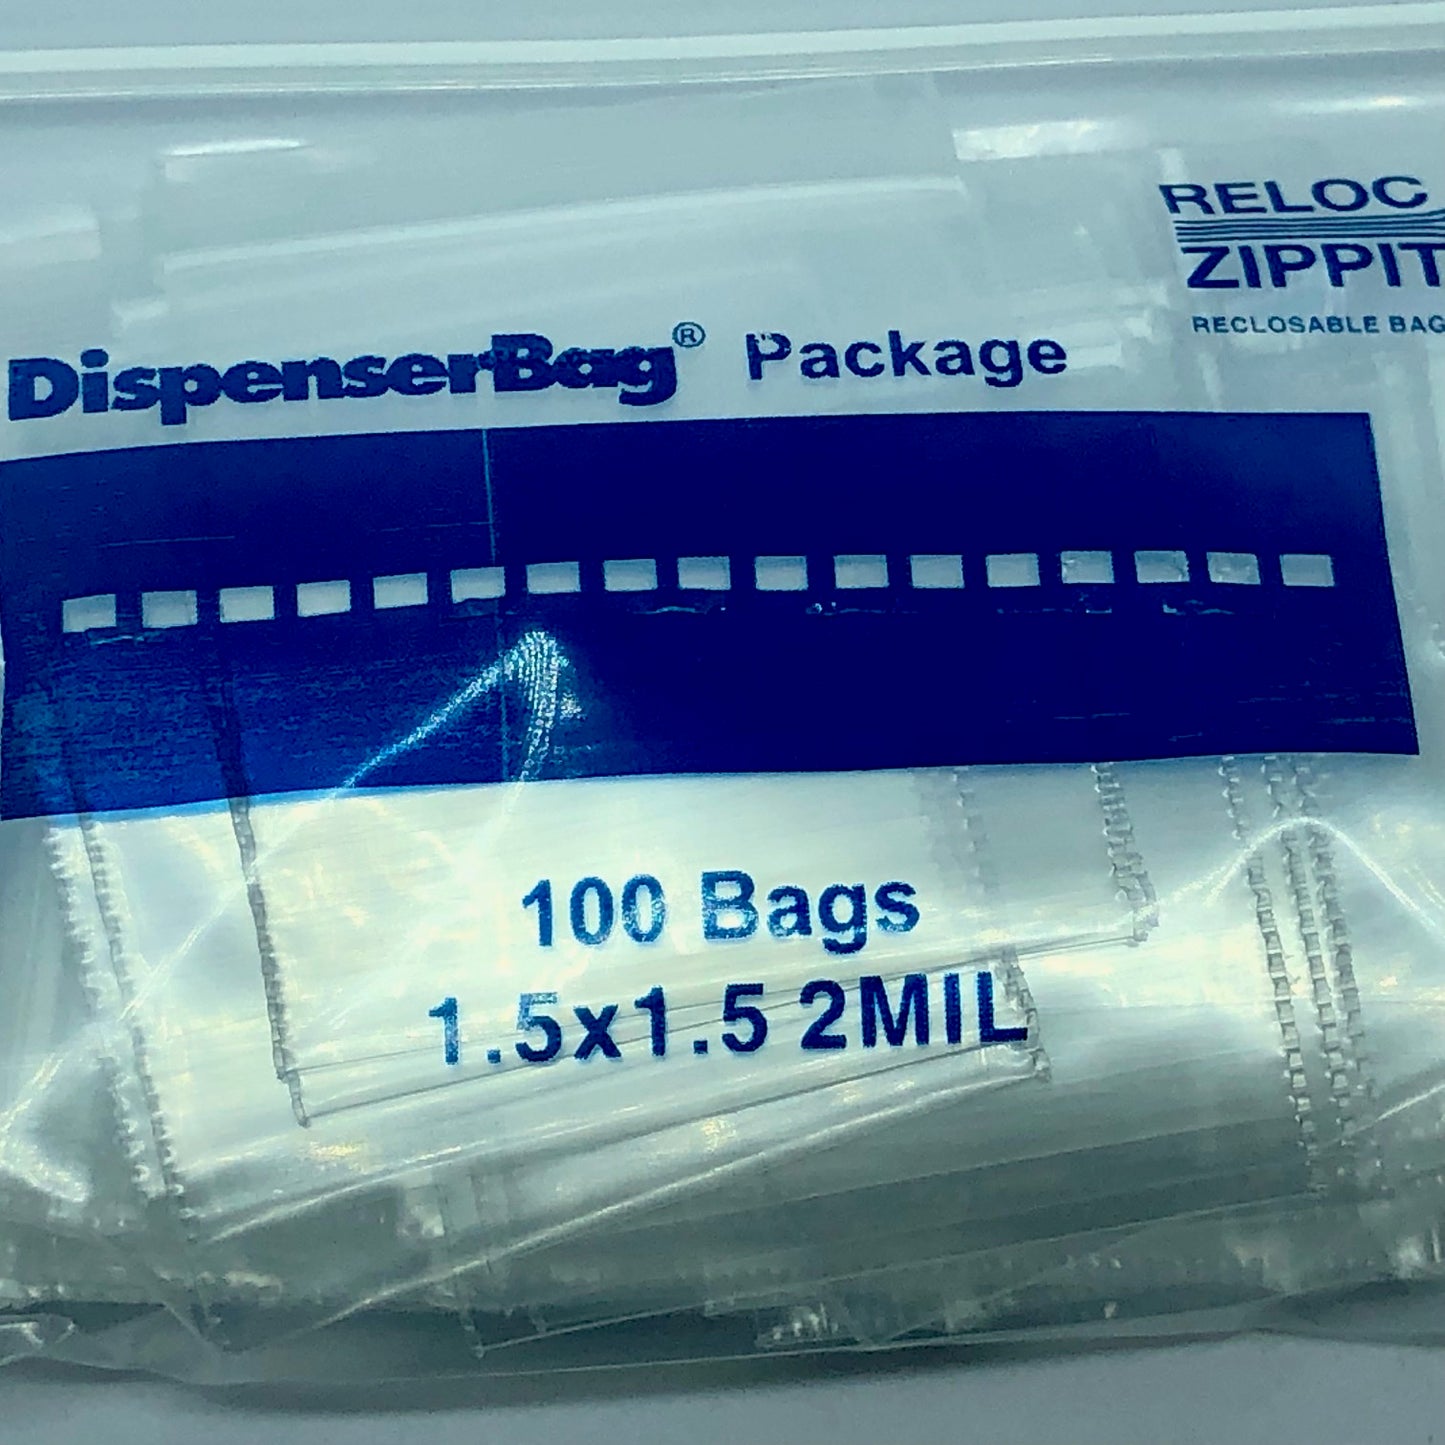 RELOC
ZIPPIT
RECLOSABLE BAG
DispenserBag® Package
100 Bags
1.5x1.5 2MIL